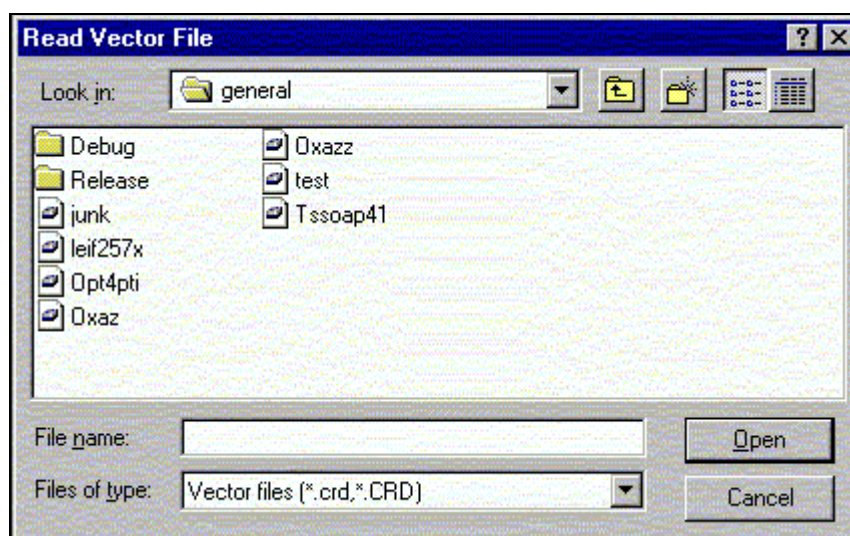 Read Vector File
Look in: general
Debug
Release
junk
leif257x
Opt4pti
Oxaz
Oxazz
test
Tssoap41
File name: Open
Files of type: Vector files (*.crd,*.CRD) Cancel